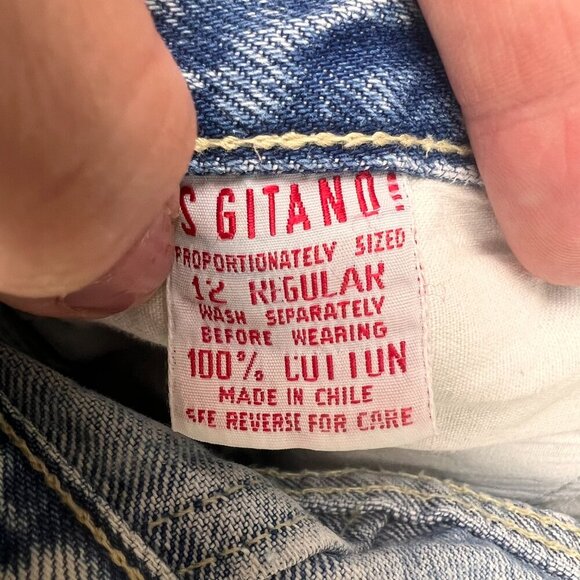 S GITANO!
PROPORTIONATELY SIZED
12 REGULAR
WASH SEPARATELY
BEFORE WEARING
100% COTTON
MADE IN CHILE
SEE REVERSE FOR CARE